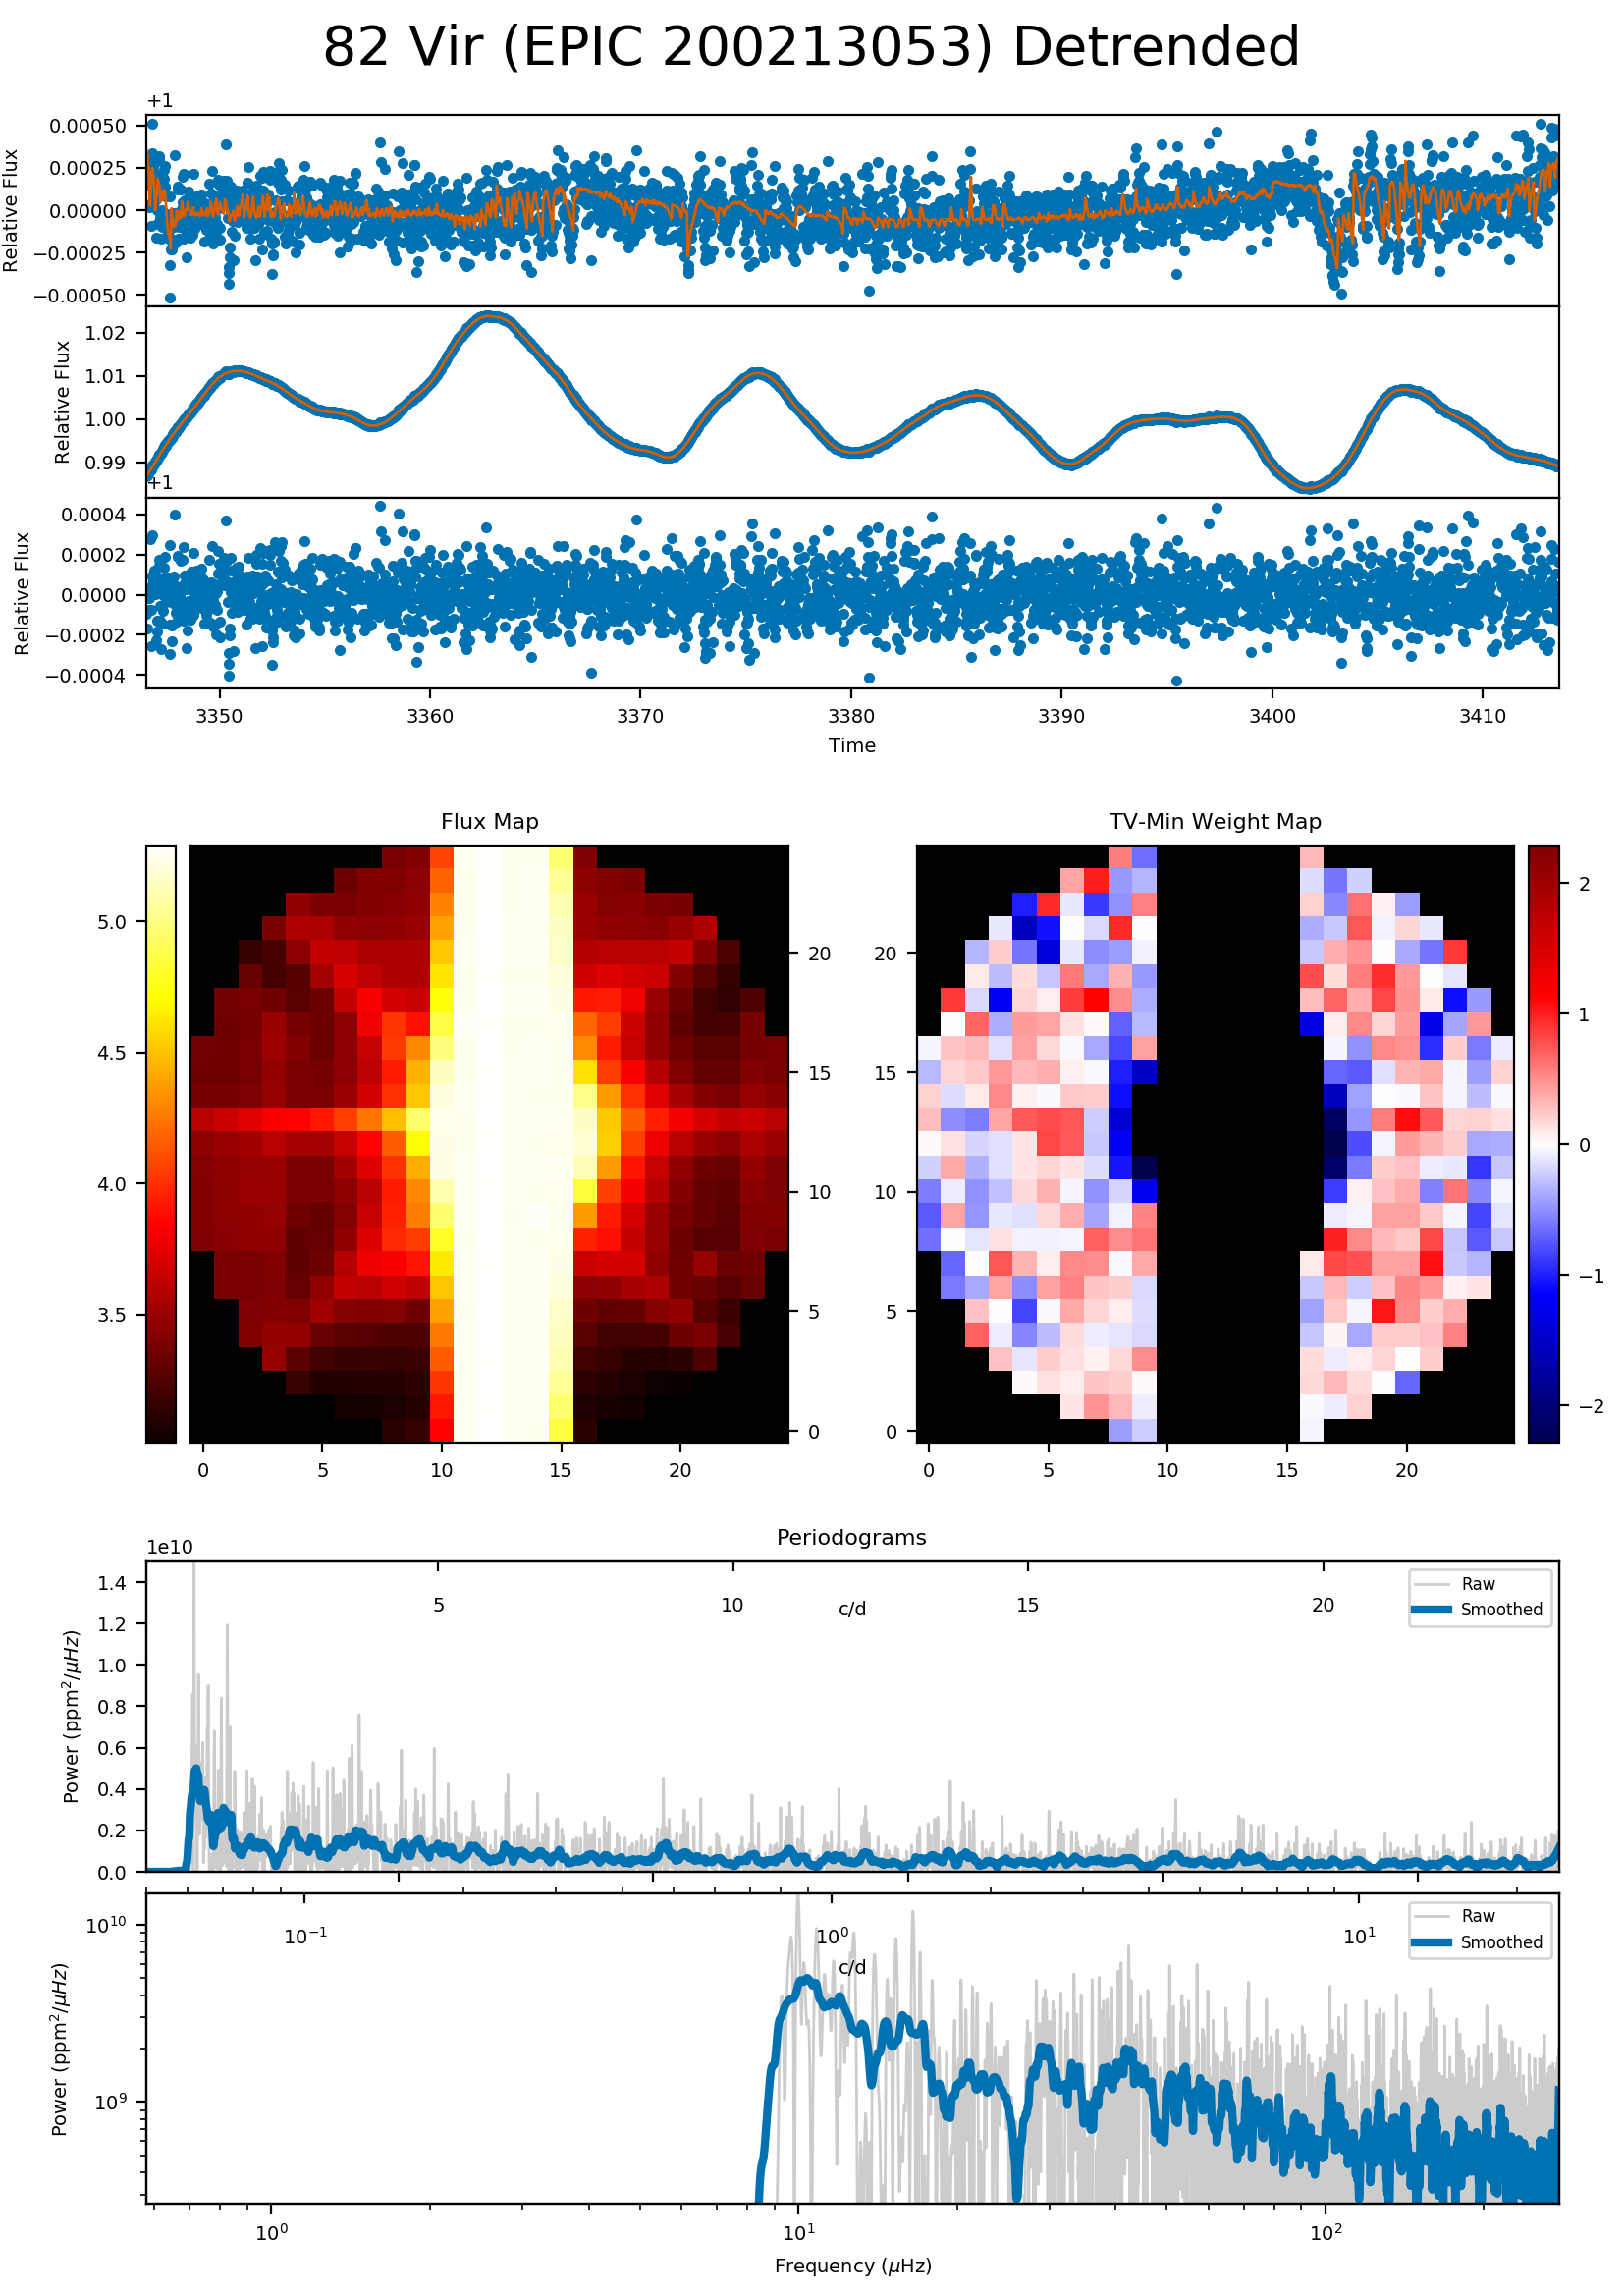 82 Vir (EPIC 200213053) Detrended
+1
0.00050
0.00025
0.00000
−0.00025
−0.00050
Relative Flux
1.02
1.01
1.00
0.99
Relative Flux
+1
0.0004
0.0002
0.0000
−0.0002
−0.0004
Relative Flux
3350 3360 3370 3380 3390 3400 3410
Time
Flux Map
5.0
4.5
4.0
3.5
20
15
10
5
0
0 5 10 15 20
TV-Min Weight Map
20
15
10
5
0
0 5 10 15 20
2
1
0
−1
−2
Periodograms
1e10
1.4
1.2
1.0
0.8
0.6
0.4
0.2
0.0
Power (ppm²/μHz)
5 10 15 20
c/d
Raw
Smoothed
10¹⁰
10⁹
Power (ppm²/μHz)
10⁻¹ 10⁰ 10¹
c/d
Raw
Smoothed
10⁰ 10¹ 10²
Frequency (μHz)